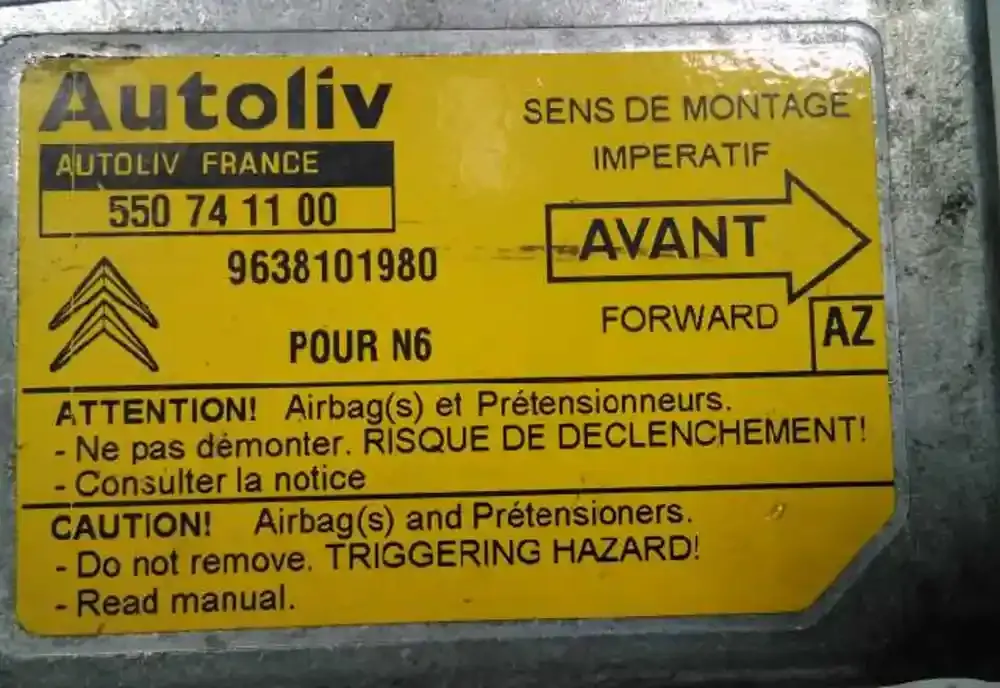 Autoliv
AUTOLIV FRANCE
550 74 11 00
9638101980
POUR N6
SENS DE MONTAGE
IMPERATIF
AVANT
FORWARD
AZ
ATTENTION! Airbag(s) et Prétensionneurs.
- Ne pas démonter. RISQUE DE DECLENCHEMENT!
- Consulter la notice
CAUTION! Airbag(s) and Prétensioners.
- Do not remove. TRIGGERING HAZARD!
- Read manual.